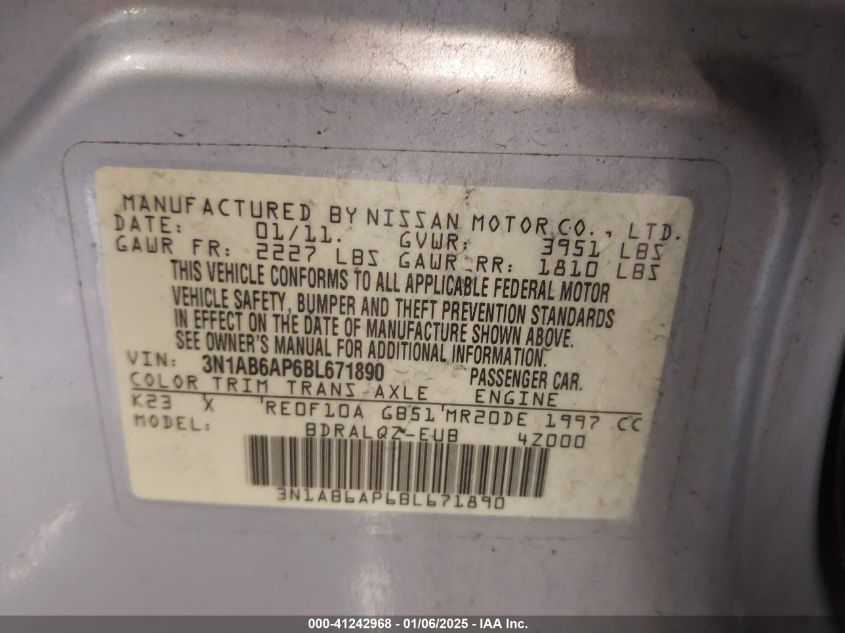 MANUFACTURED BY NISSAN MOTOR CO., LTD.
DATE: 01/11. GVWR: 3951 LBS
GAWR FR: 2227 LBS GAWR RR: 1810 LBS
THIS VEHICLE CONFORMS TO ALL APPLICABLE FEDERAL MOTOR
VEHICLE SAFETY, BUMPER AND THEFT PREVENTION STANDARDS
IN EFFECT ON THE DATE OF MANUFACTURE SHOWN ABOVE.
SEE OWNER'S MANUAL FOR ADDITIONAL INFORMATION.
VIN: 3N1AB6AP6BL671890 PASSENGER CAR.
COLOR TRIM TRANS AXLE ENGINE
K23 X RE0F10A GB51 MR20DE 1997 CC
MODEL: BDRALQZ-EUB 4Z000
3N1AB6AP6BL671890
000-41242968 - 01/06/2025 - IAA Inc.